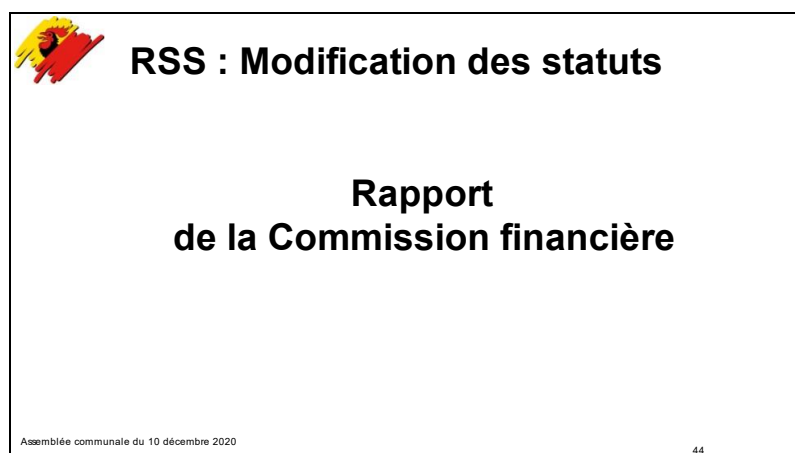 RSS : Modification des statuts
Rapport
de la Commission financière
Assemblée communale du 10 décembre 2020
44